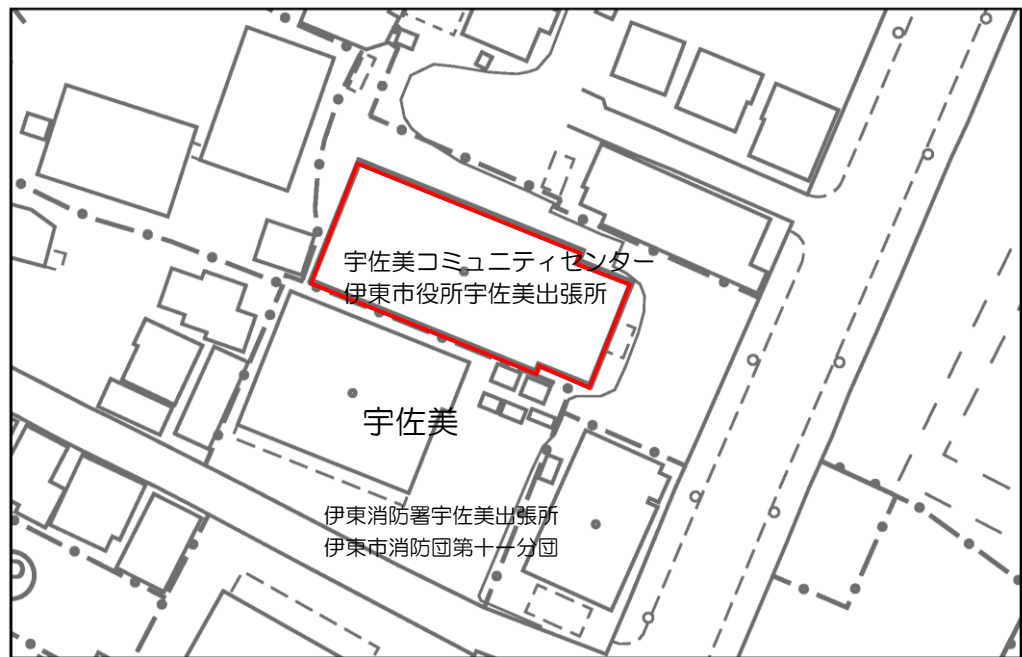 宇佐美コミュニティセンター
伊東市役所宇佐美出張所
宇佐美
伊東消防署宇佐美出張所
伊東市消防団第十一分団